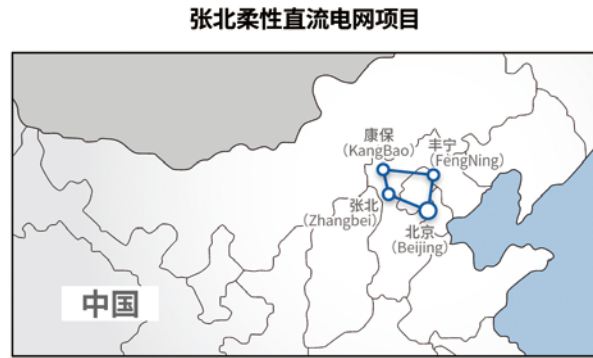 张北柔性直流电网项目
康保
（KangBao）
丰宁
（FengNing）
张北
（Zhangbei）
北京
（Beijing）
中国